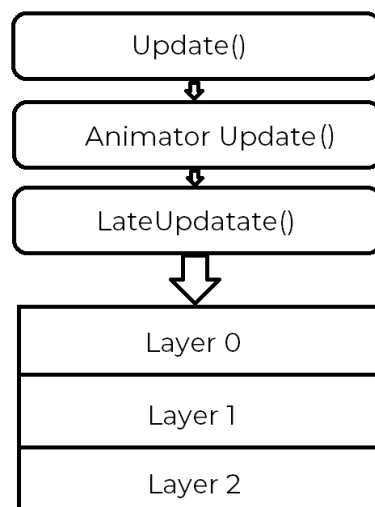 Update()
Animator Update()
LateUpdatate()
Layer 0
Layer 1
Layer 2